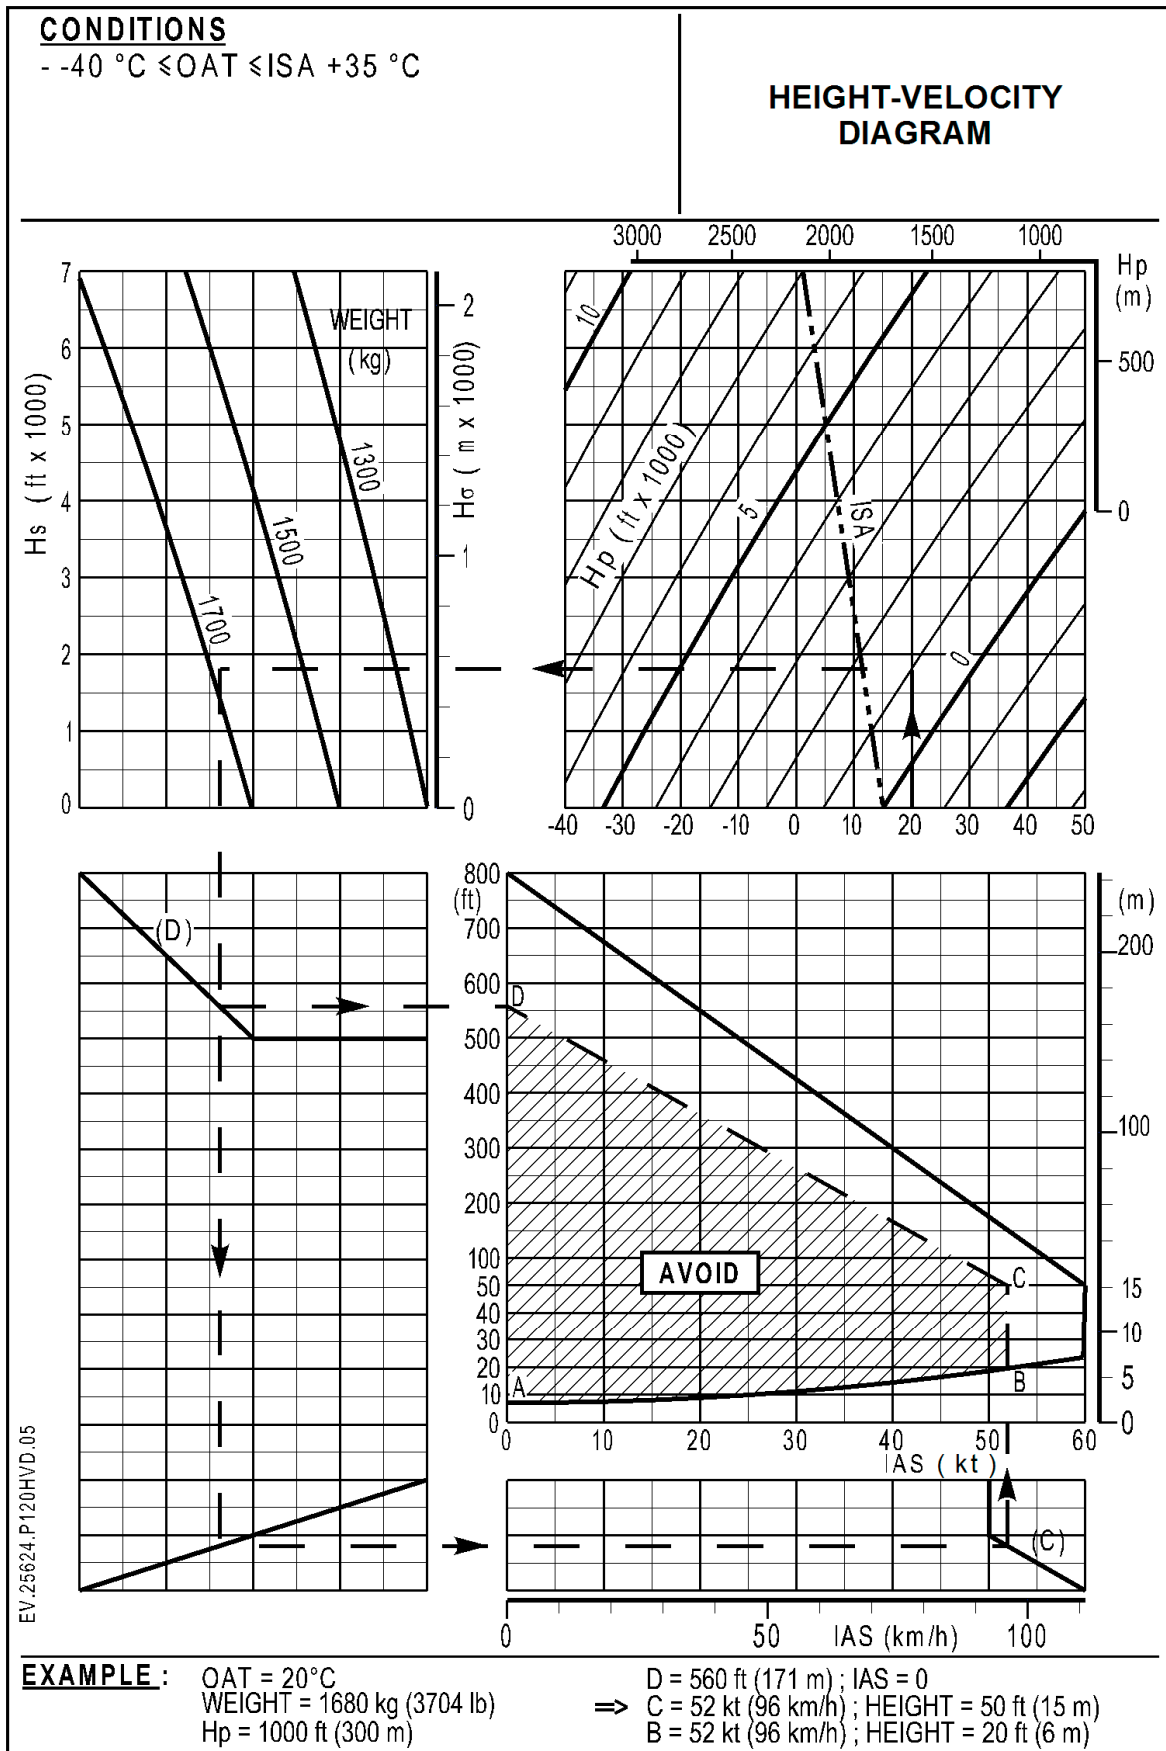 CONDITIONS
- -40 °C ≤OAT ≤ISA +35 °C
HEIGHT-VELOCITY
DIAGRAM
3000 2500 2000 1500 1000
Hp
(m)
500
0
7
6
5
4
3
2
1
0
Hs (ft x 1000)
WEIGHT
(kg)
1300
1500
1700
2
1
0
Hσ ( m x 1000)
10
5
0
Hp ( ft x 1000)
ISA
-40 -30 -20 -10 0 10 20 30 40 50
(D)
800
(ft)
700
600
500
400
300
200
100
50
40
30
20
10
0
D
C
AVOID
A
B
(m)
200
100
15
10
5
0
0 10 20 30 40 50 60
IAS ( kt )
(C)
0 50 100
IAS (km/h)
EV.25624.P120HVD.05
EXAMPLE : OAT = 20°C
WEIGHT = 1680 kg (3704 lb)
Hp = 1000 ft (300 m)
D = 560 ft (171 m) ; IAS = 0
=> C = 52 kt (96 km/h) ; HEIGHT = 50 ft (15 m)
B = 52 kt (96 km/h) ; HEIGHT = 20 ft (6 m)